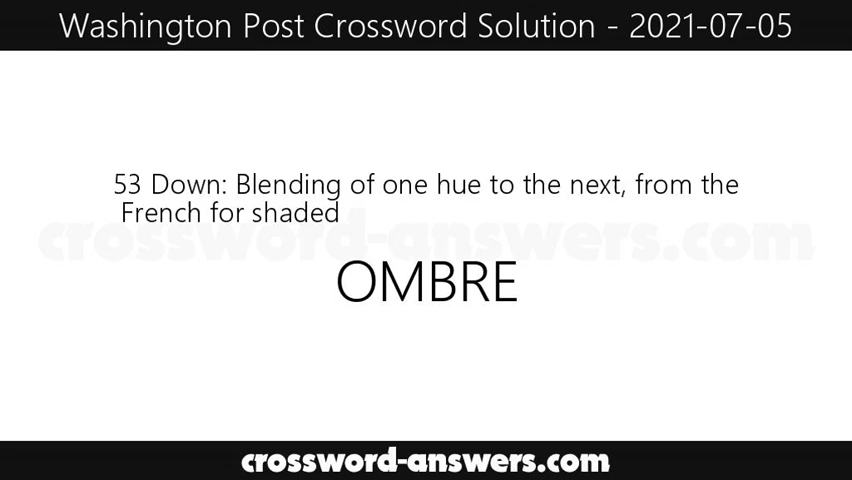 Washington Post Crossword Solution - 2021-07-05
53 Down: Blending of one hue to the next, from the
French for shaded
crossword-answers.com
OMBRE
crossword-answers.com